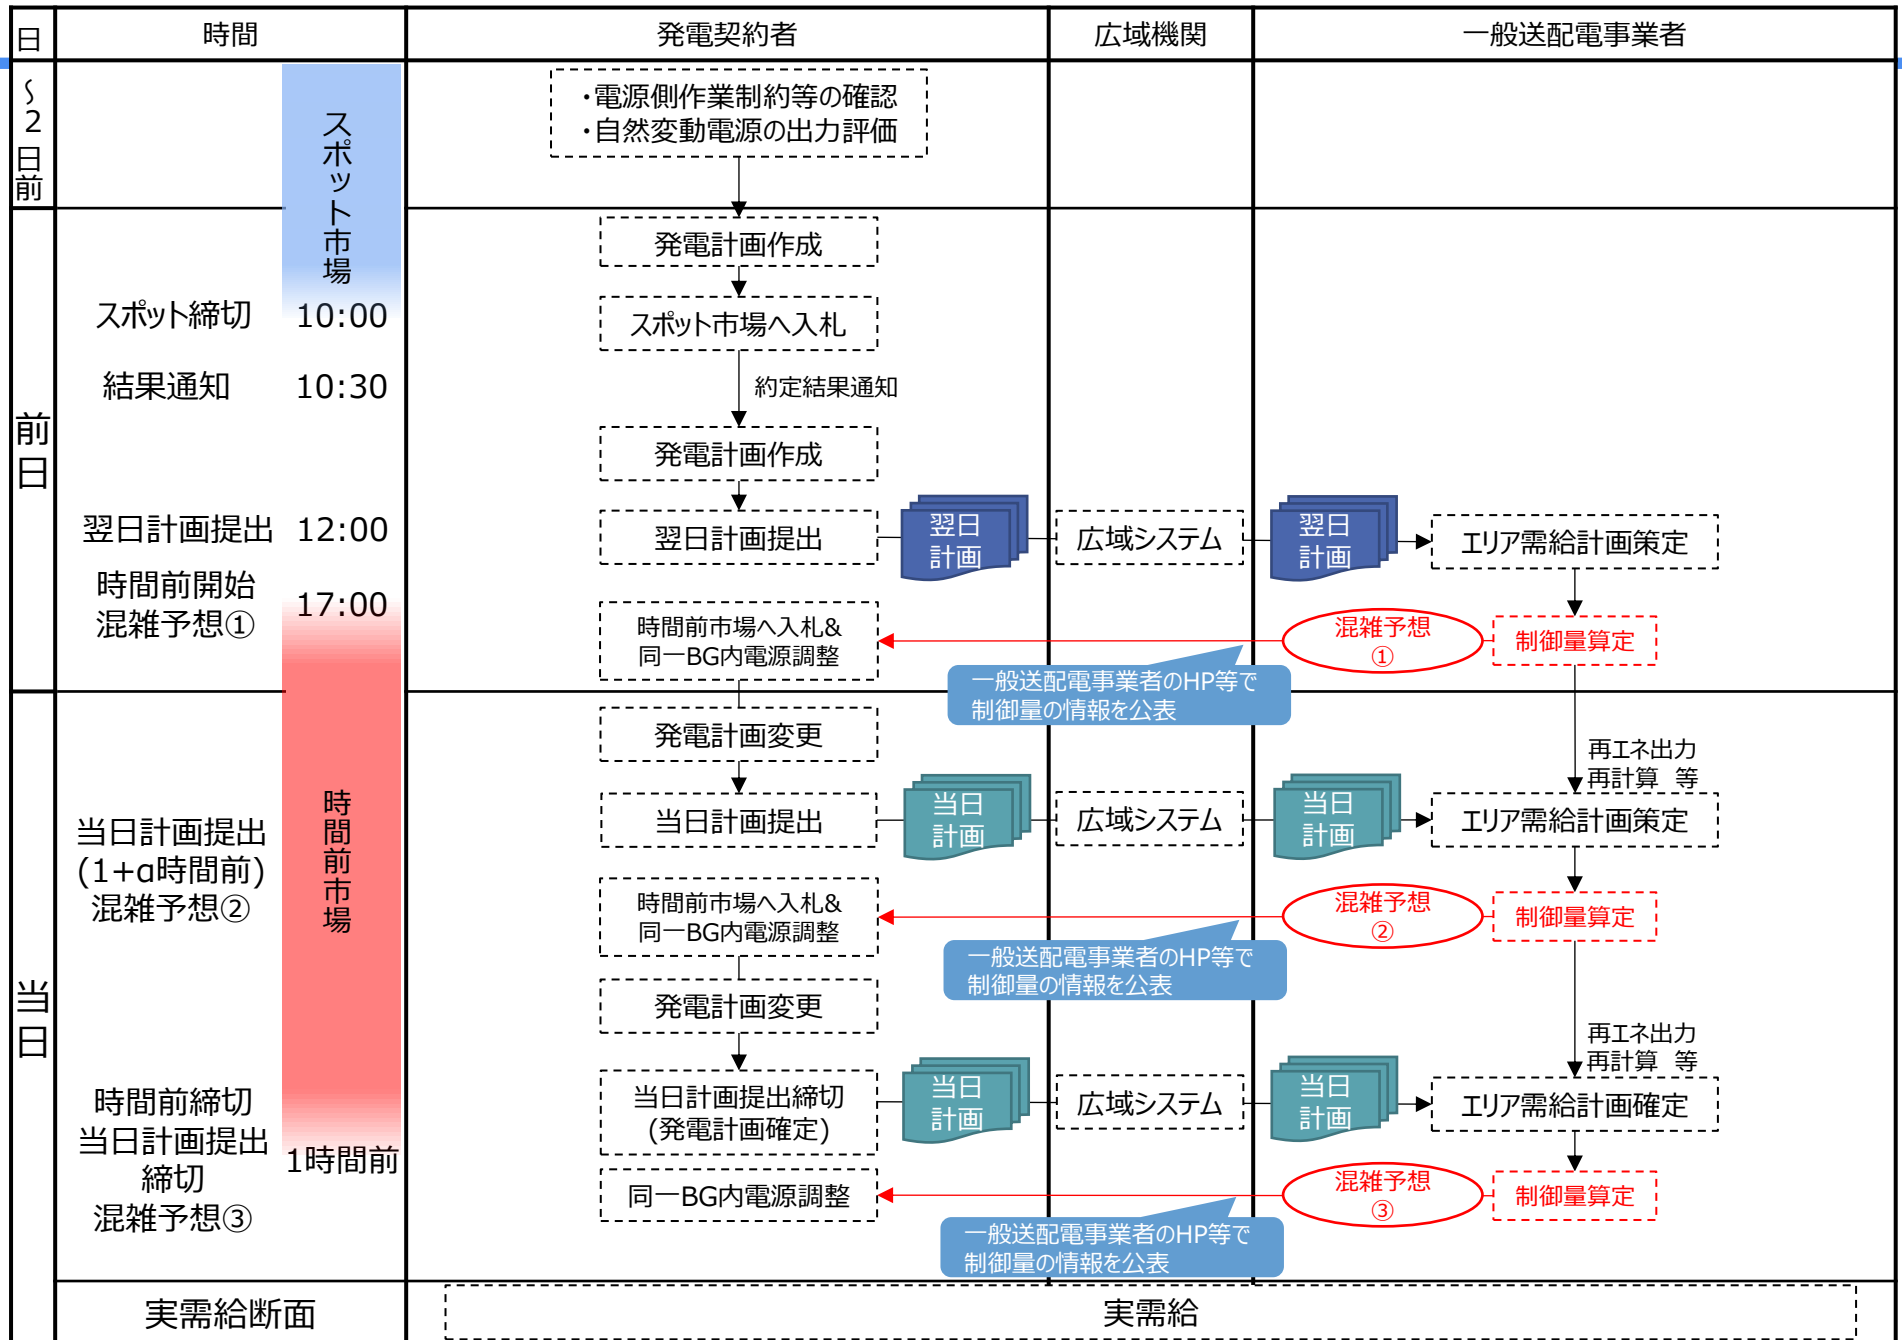 日
時間
発電契約者
広域機関
一般送配電事業者
～2日前
スポット市場
・電源側作業制約等の確認
・自然変動電源の出力評価
前日
発電計画作成
スポット締切
10:00
スポット市場へ入札
結果通知
10:30
約定結果通知
発電計画作成
翌日計画提出
12:00
翌日計画提出
翌日
計画
広域システム
翌日
計画
エリア需給計画策定
時間前開始
混雑予想①
17:00
時間前市場へ入札&
同一BG内電源調整
混雑予想
①
制御量算定
一般送配電事業者のHP等で
制御量の情報を公表
当日
時間前市場
発電計画変更
再エネ出力
再計算 等
当日計画提出
(1+α時間前)
混雑予想②
当日計画提出
当日
計画
広域システム
当日
計画
エリア需給計画策定
時間前市場へ入札&
同一BG内電源調整
混雑予想
②
制御量算定
一般送配電事業者のHP等で
制御量の情報を公表
発電計画変更
再エネ出力
再計算 等
時間前締切
当日計画提出
締切
混雑予想③
1時間前
当日計画提出締切
(発電計画確定)
当日
計画
広域システム
当日
計画
エリア需給計画確定
同一BG内電源調整
混雑予想
③
制御量算定
一般送配電事業者のHP等で
制御量の情報を公表
実需給断面
実需給